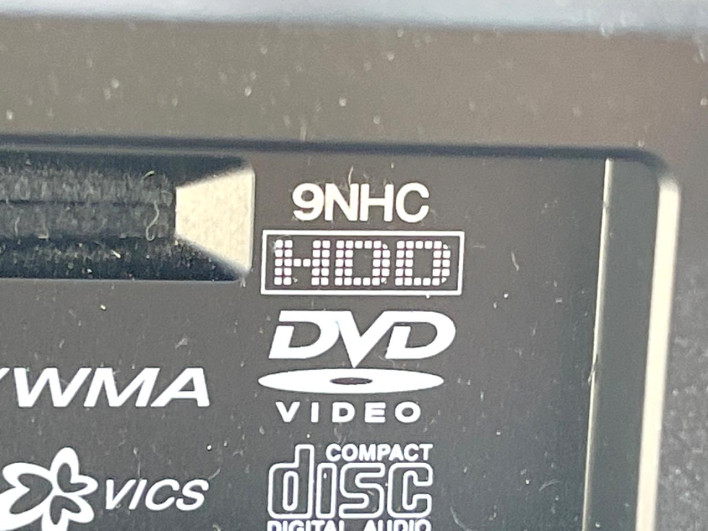 9NHC
HDD
DVD
VIDEO
/WMA
VICS
COMPACT
disc
DIGITAL AUDIO